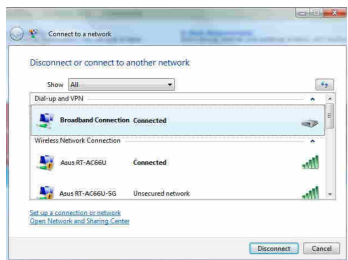 Connect to a network
Disconnect or connect to another network
Show All
Dial-up and VPN
Broadband Connection Connected
Wireless Network Connection
Asus RT-AC66U Connected
Asus RT-AC66U-5G Unsecured network
Set up a connection or network
Open Network and Sharing Center
Disconnect Cancel